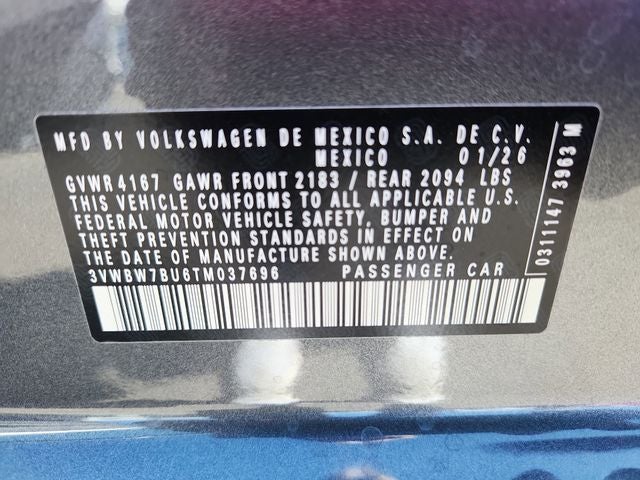 MFD BY VOLKSWAGEN DE MEXICO S.A. DE C.V.
MEXICO 01/26
GVWR 4167 GAWR FRONT 2183 / REAR 2094 LBS
THIS VEHICLE CONFORMS TO ALL APPLICABLE U.S.
FEDERAL MOTOR VEHICLE SAFETY, BUMPER AND
THEFT PREVENTION STANDARDS IN EFFECT ON
THE DATE OF MANUFACTURE SHOWN ABOVE.
3VWBW7BU6TM037696 PASSENGER CAR
0311147 3963 M